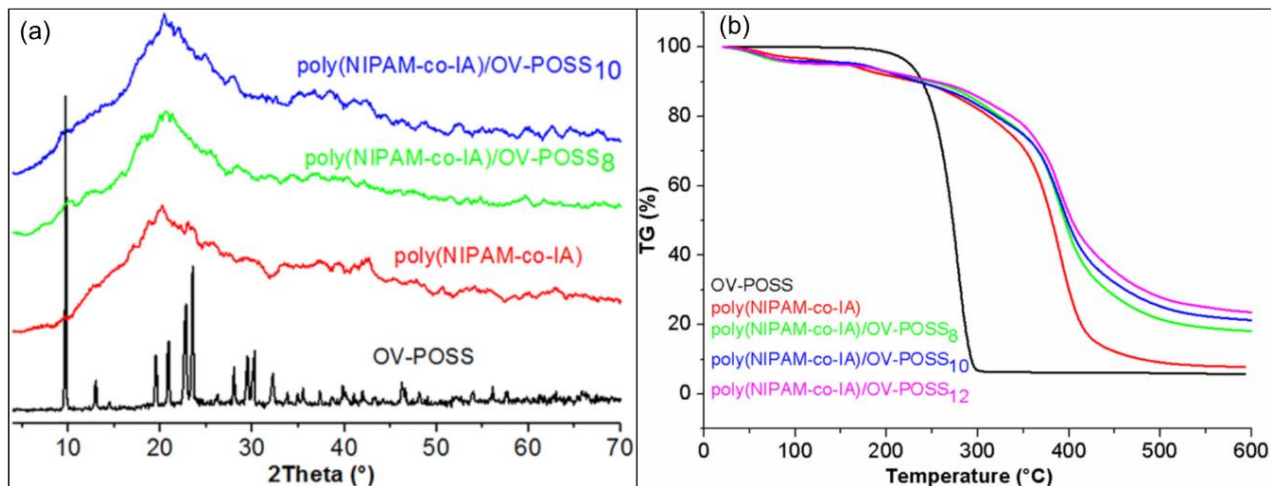 (a)
poly(NIPAM-co-IA)/OV-POSS10
poly(NIPAM-co-IA)/OV-POSS8
poly(NIPAM-co-IA)
OV-POSS
10 20 30 40 50 60 70
2Theta (°)
(b)
100
80
60
40
20
0
TG (%)
OV-POSS
poly(NIPAM-co-IA)
poly(NIPAM-co-IA)/OV-POSS8
poly(NIPAM-co-IA)/OV-POSS10
poly(NIPAM-co-IA)/OV-POSS12
0 100 200 300 400 500 600
Temperature (°C)